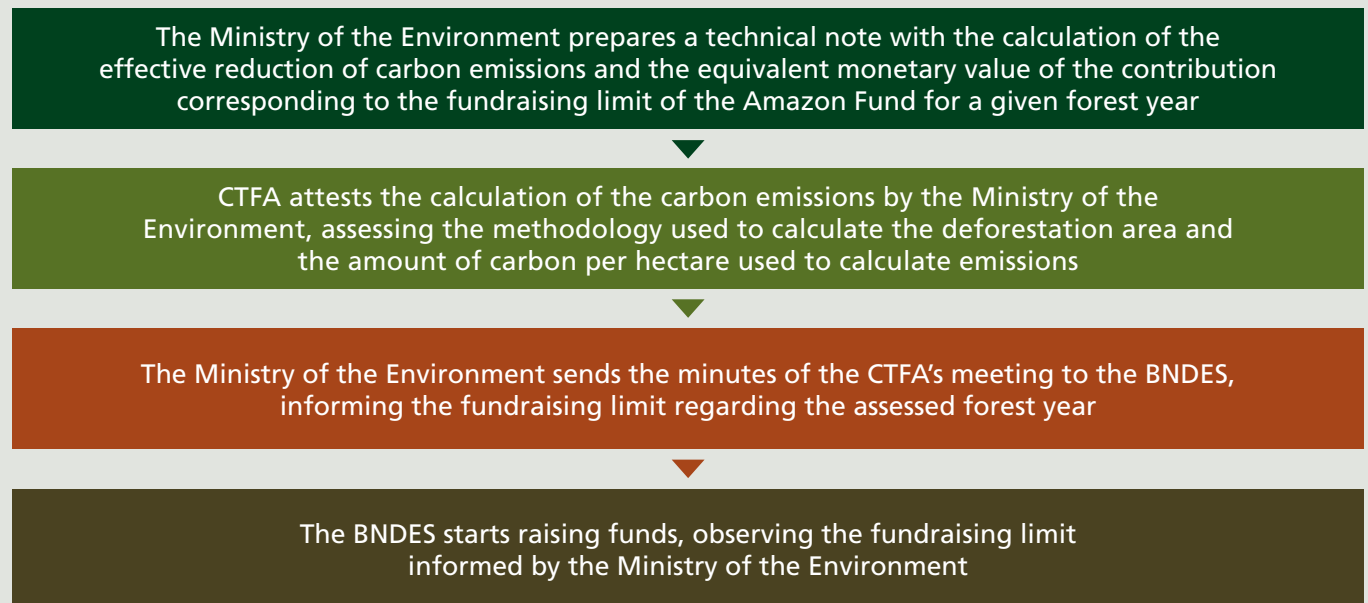 The Ministry of the Environment prepares a technical note with the calculation of the
effective reduction of carbon emissions and the equivalent monetary value of the contribution
corresponding to the fundraising limit of the Amazon Fund for a given forest year
CTFA attests the calculation of the carbon emissions by the Ministry of the
Environment, assessing the methodology used to calculate the deforestation area and
the amount of carbon per hectare used to calculate emissions
The Ministry of the Environment sends the minutes of the CTFA’s meeting to the BNDES,
informing the fundraising limit regarding the assessed forest year
The BNDES starts raising funds, observing the fundraising limit
informed by the Ministry of the Environment